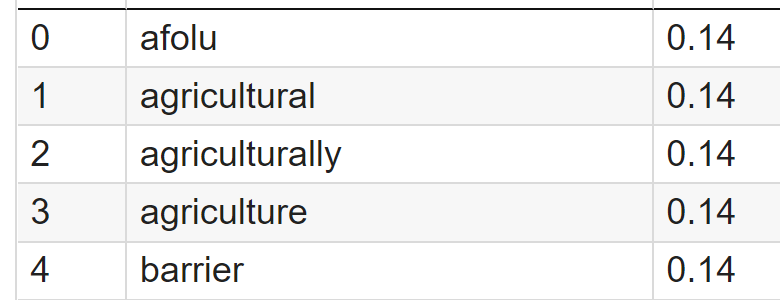 0 afolu 0.14
1 agricultural 0.14
2 agriculturally 0.14
3 agriculture 0.14
4 barrier 0.14